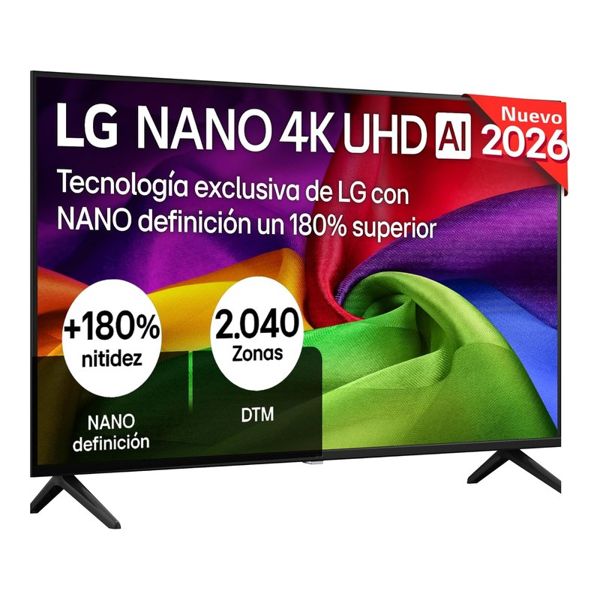 Nuevo
2026
LG NANO 4K UHD AI
Tecnología exclusiva de LG con
NANO definición un 180% superior
+180%
nitidez
2.040
Zonas
NANO
definición
DTM